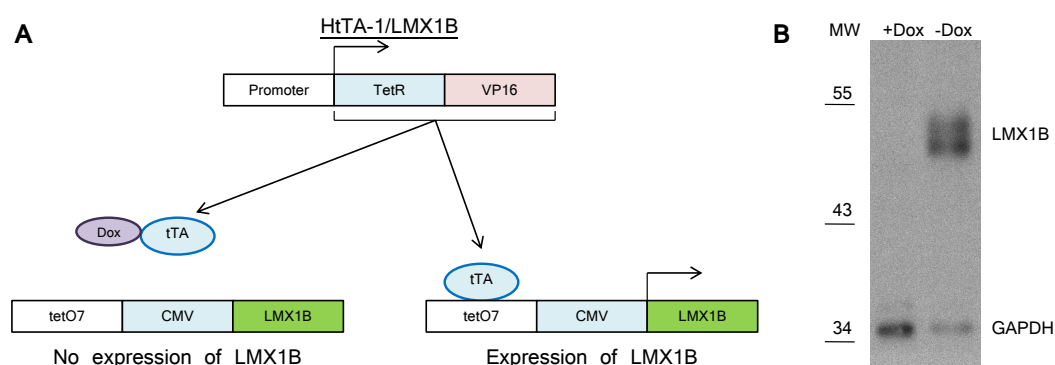 A
HtTA-1/LMX1B
Promoter TetR VP16
Dox tTA
tetO7 CMV LMX1B
No expression of LMX1B
tTA
tetO7 CMV LMX1B
Expression of LMX1B
B
MW +Dox -Dox
55
LMX1B
43
34
GAPDH